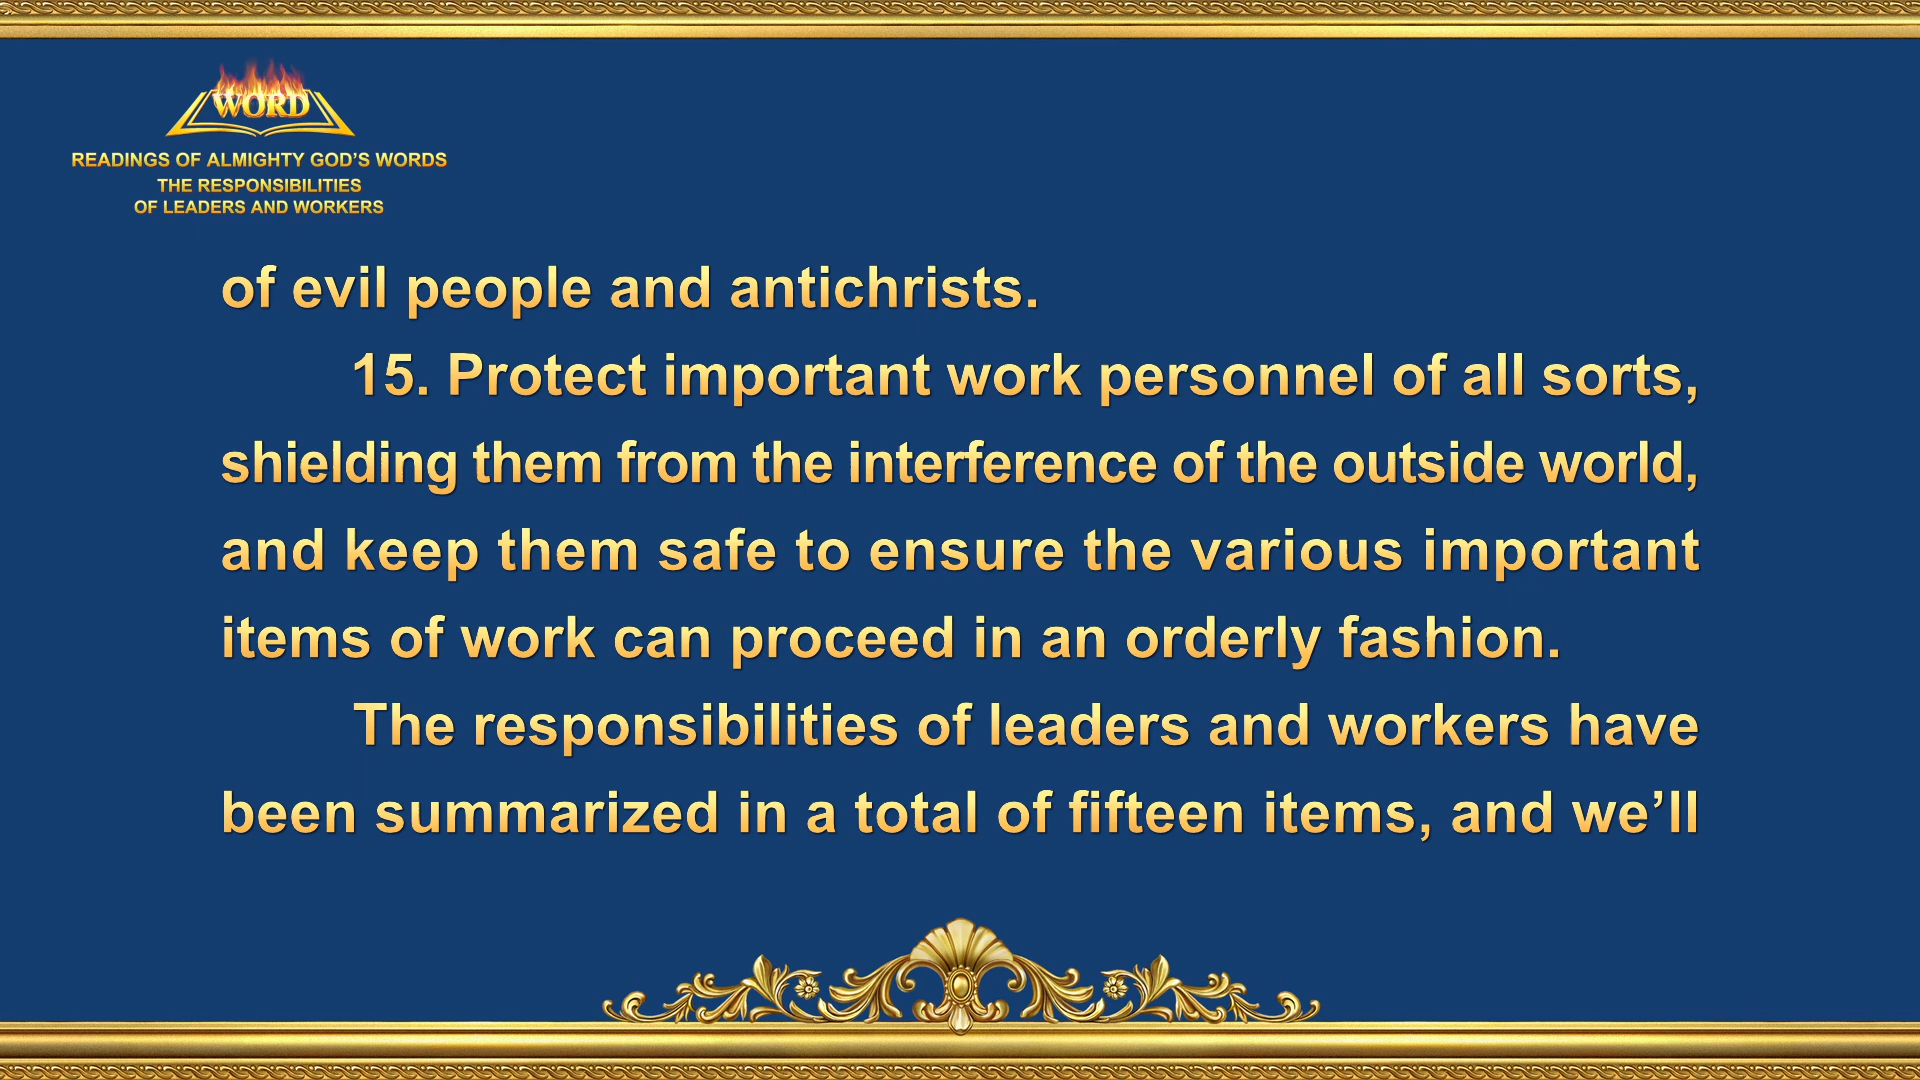 WORD
READINGS OF ALMIGHTY GOD’S WORDS
THE RESPONSIBILITIES
OF LEADERS AND WORKERS
of evil people and antichrists.
15. Protect important work personnel of all sorts,
shielding them from the interference of the outside world,
and keep them safe to ensure the various important
items of work can proceed in an orderly fashion.
The responsibilities of leaders and workers have
been summarized in a total of fifteen items, and we’ll